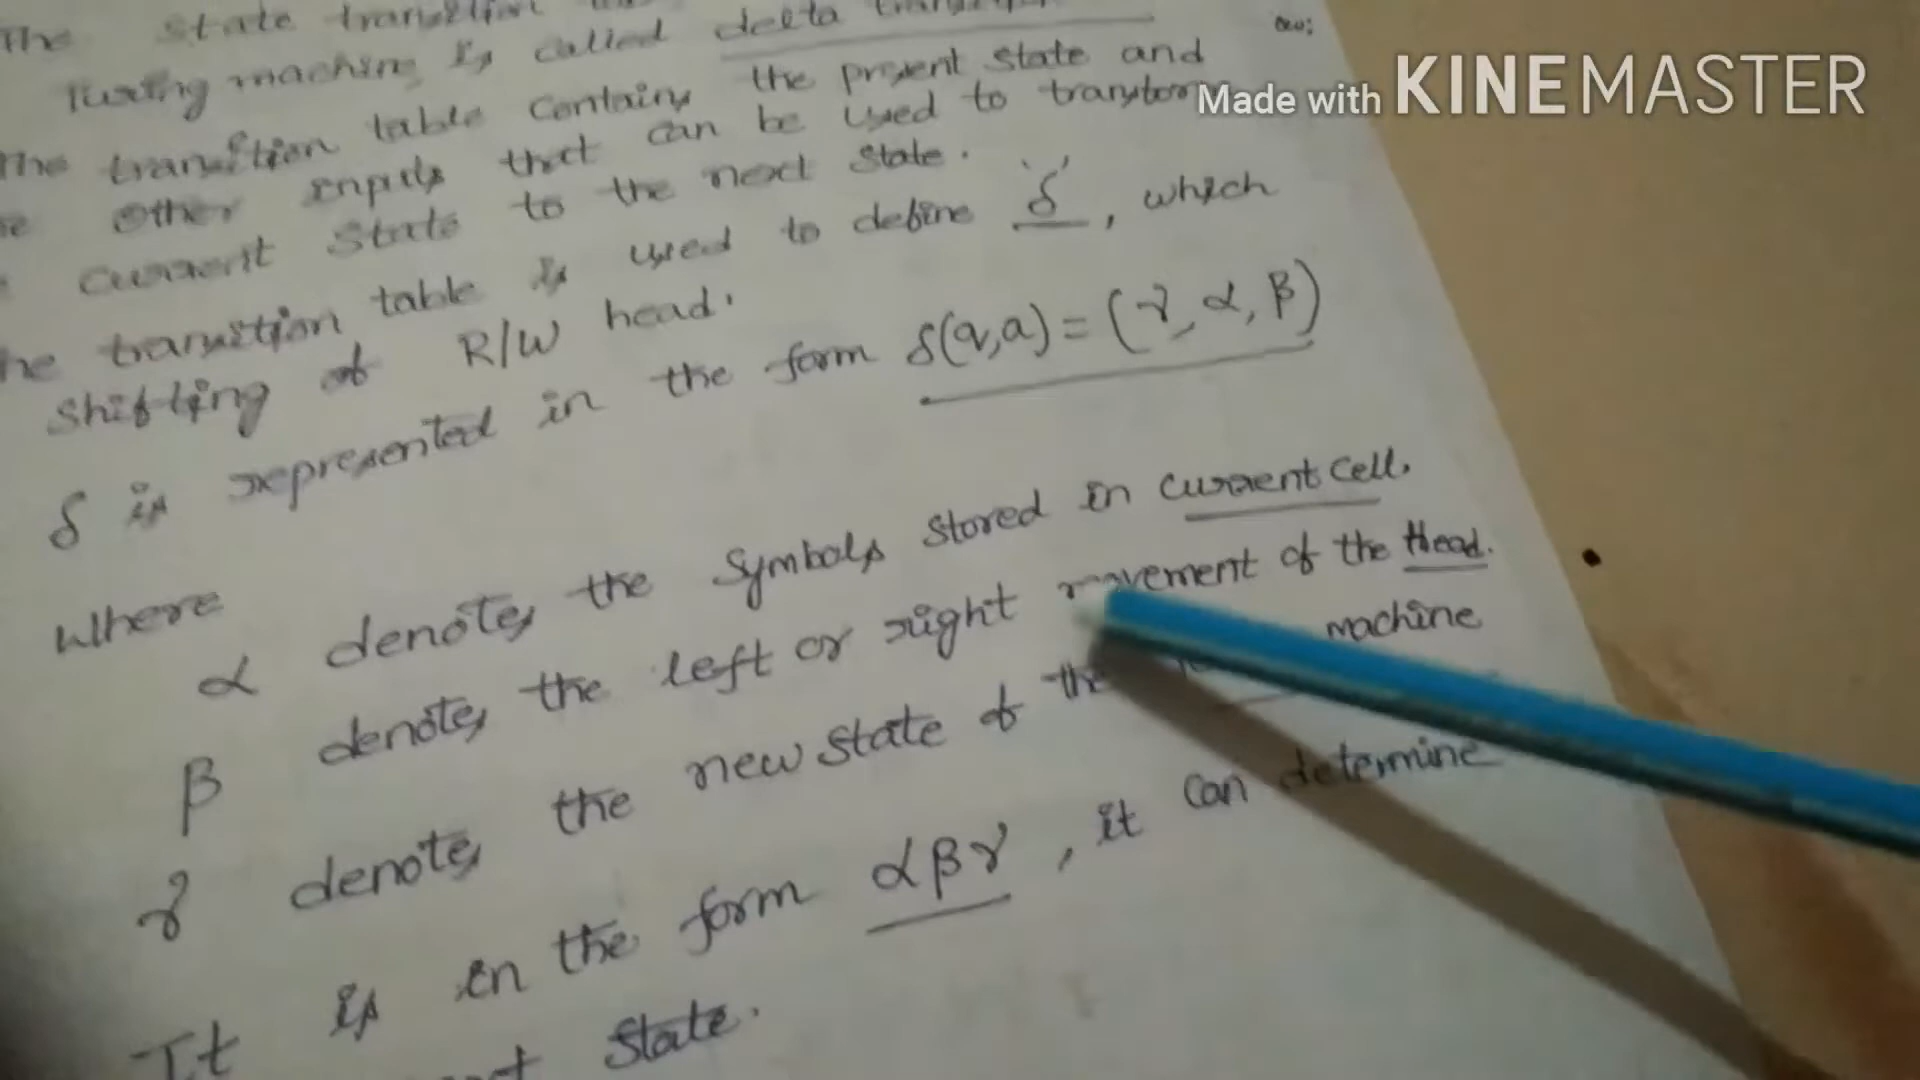 The State transition
Turing machine is called delta
Made with KINEMASTER
The transition table contains the present state and
other inputs that can be used to transform
current state to the next state.
the transition table is used to define 'δ', which
shifting of R/W head.
δ is represented in the form δ(q,a) = (γ, α, β)
where
α denotes the symbols stored in current cell.
β denotes the left or right movement of the Head.
γ denotes the new state of the machine
It is in the form αβγ, it can determine
state.